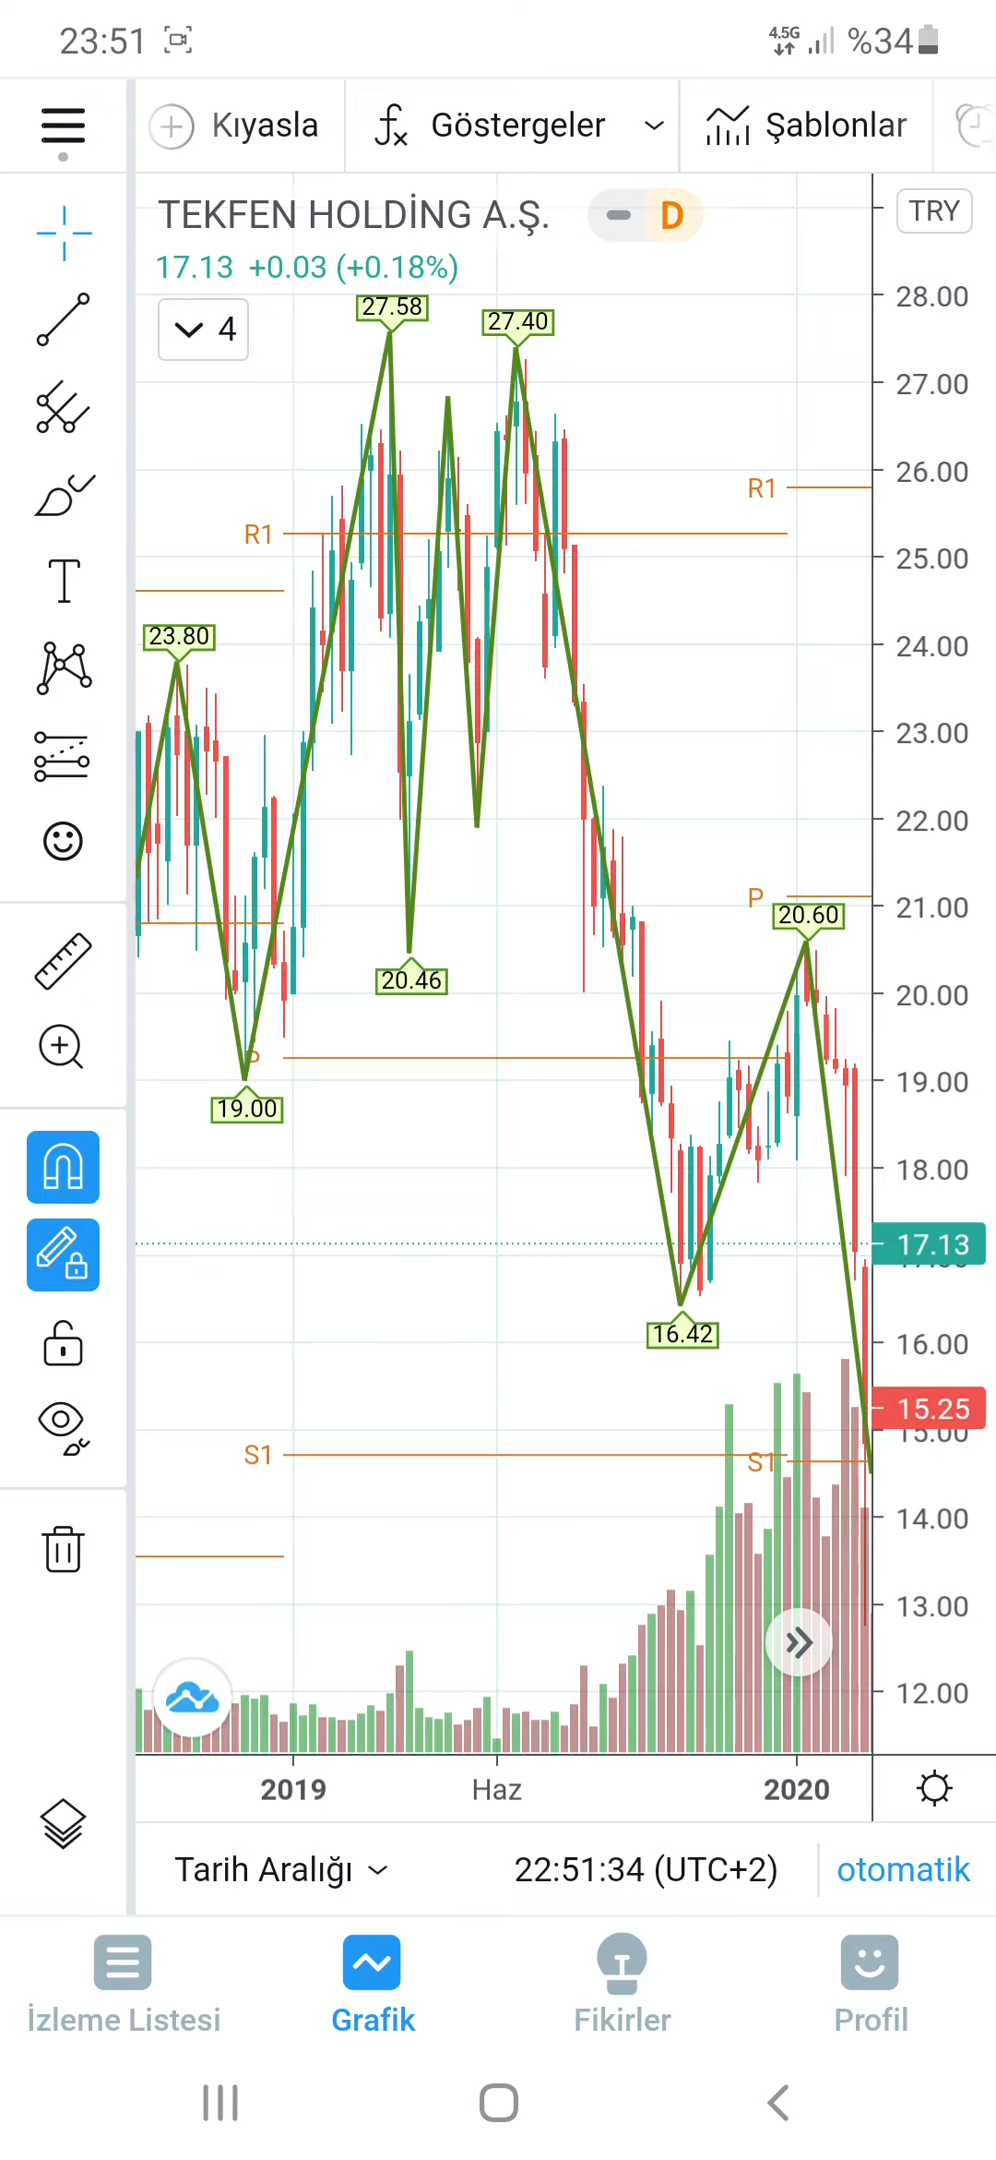 23:51 4.5G %34
Kıyasla Göstergeler Şablonlar
TEKFEN HOLDİNG A.Ş. D TRY
17.13 +0.03 (+0.18%)
4
27.58
27.40
28.00
27.00
26.00
R1
R1
25.00
23.80
24.00
23.00
22.00
P
21.00
20.60
20.46
20.00
P
19.00
19.00
18.00
17.13
16.42
16.00
15.25
15.00
S1
S1
14.00
13.00
12.00
2019 Haz 2020
Tarih Aralığı 22:51:34 (UTC+2) otomatik
İzleme Listesi Grafik Fikirler Profil